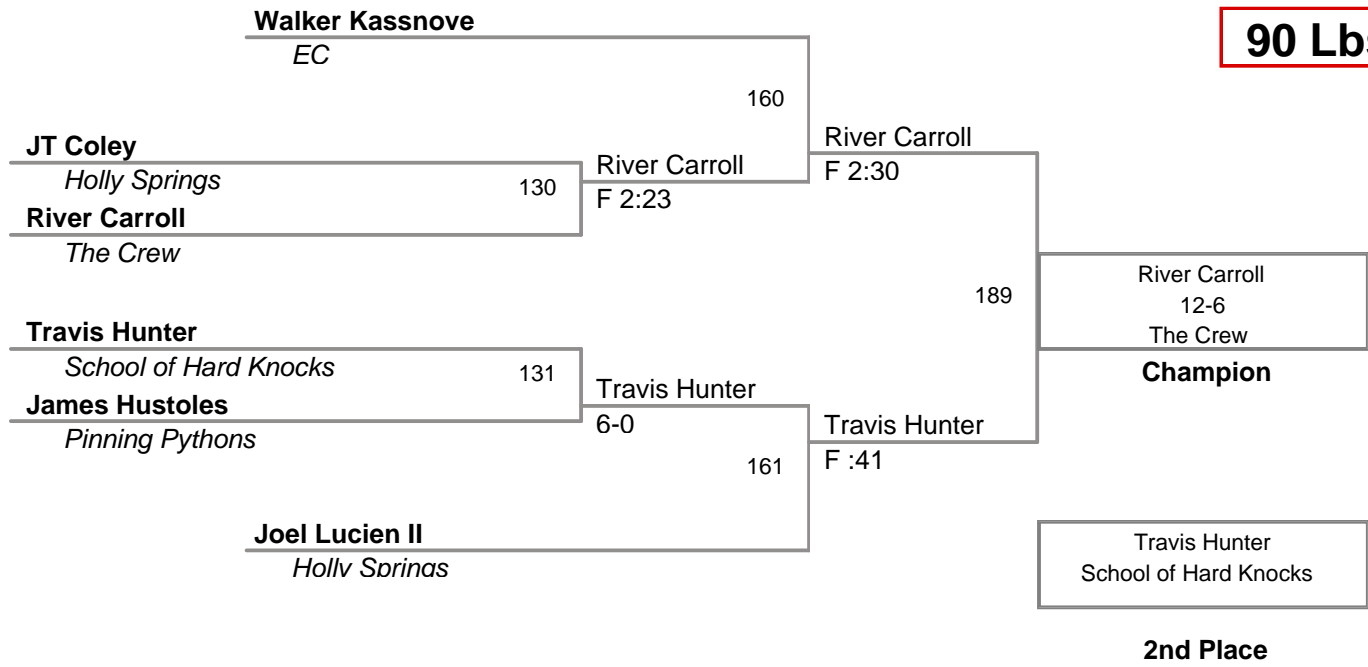 Walker Kassnove
EC
90 Lbs
160
JT Coley
Holly Springs
130
River Carroll
F 2:23
River Carroll
F 2:30
River Carroll
The Crew
189
River Carroll
12-6
The Crew
Champion
Travis Hunter
School of Hard Knocks
131
James Hustoles
Pinning Pythons
Travis Hunter
6-0
Travis Hunter
F :41
161
Joel Lucien II
Holly Springs
Travis Hunter
School of Hard Knocks
2nd Place